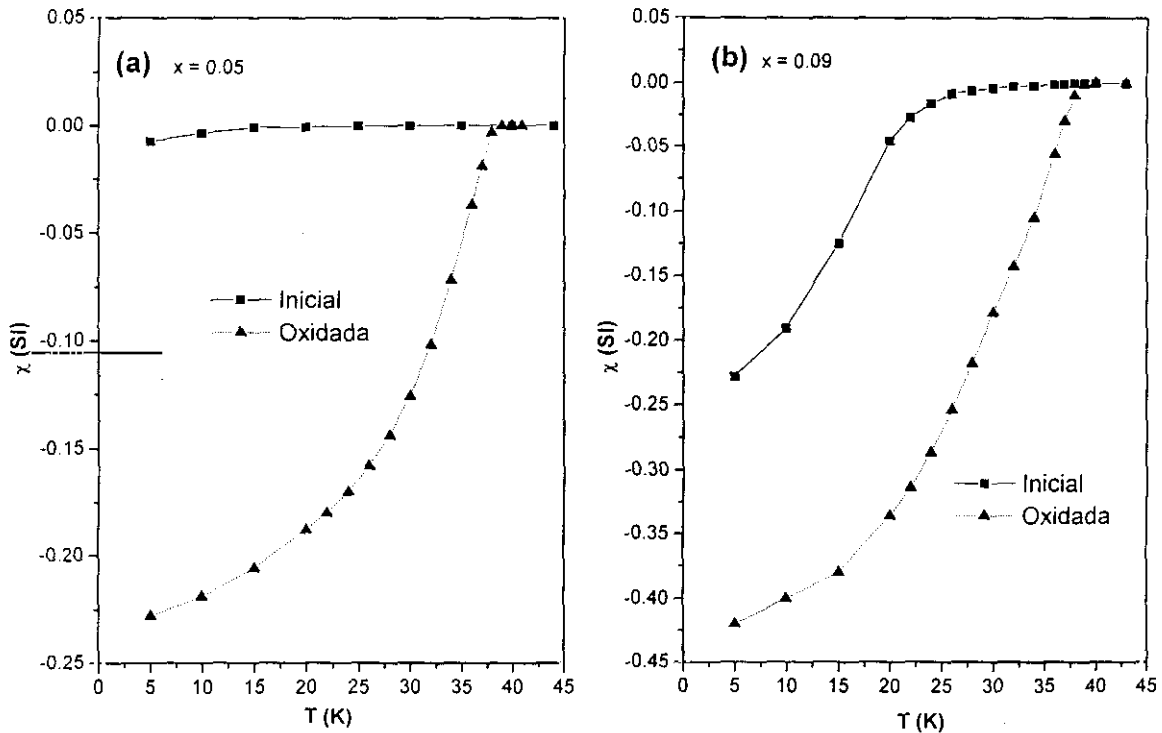 (a) x = 0.05
0.05
0.00
-0.05
-0.10
-0.15
-0.20
-0.25
χ (SI)
Inicial
Oxidada
0 5 10 15 20 25 30 35 40 45
T (K)
(b) x = 0.09
0.05
0.00
-0.05
-0.10
-0.15
-0.20
-0.25
-0.30
-0.35
-0.40
-0.45
χ (SI)
Inicial
Oxidada
0 5 10 15 20 25 30 35 40 45
T (K)